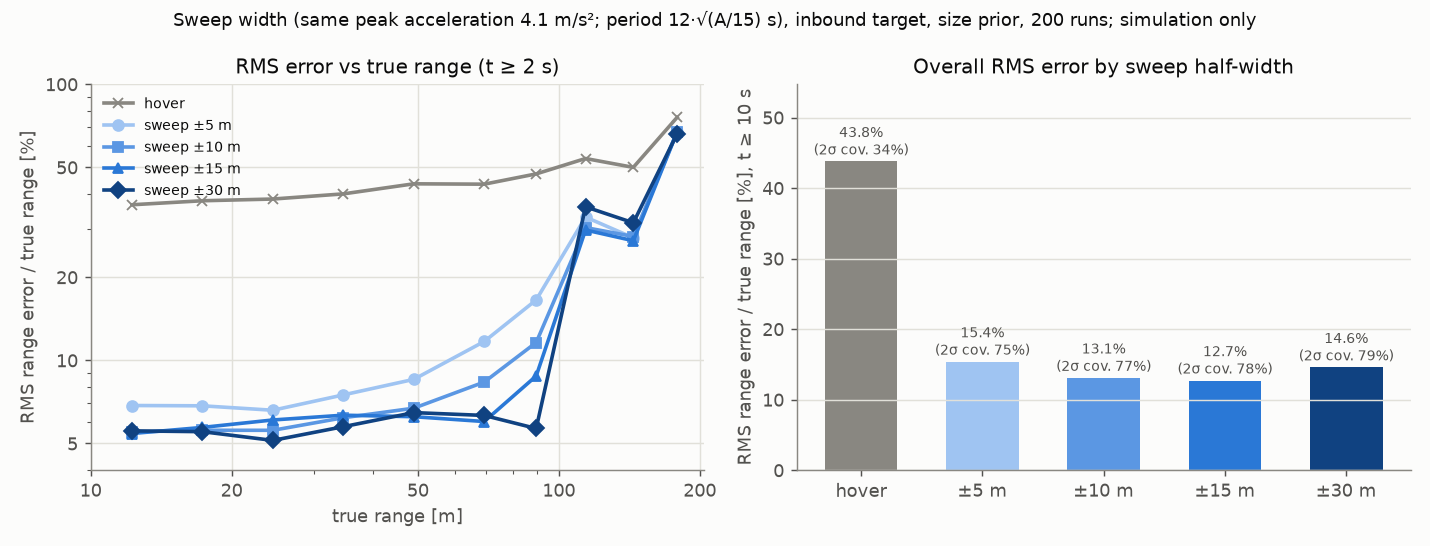 Sweep width (same peak acceleration 4.1 m/s²; period 12·√(A/15) s), inbound target, size prior, 200 runs; simulation only
RMS error vs true range (t ≥ 2 s)
RMS range error / true range [%]
100
50
20
10
5
hover
sweep ±5 m
sweep ±10 m
sweep ±15 m
sweep ±30 m
10
20
50
100
200
true range [m]
Overall RMS error by sweep half-width
RMS range error / true range [%], t ≥ 10 s
50
40
30
20
10
0
43.8%
(2σ cov. 34%)
15.4%
(2σ cov. 75%)
13.1%
(2σ cov. 77%)
12.7%
(2σ cov. 78%)
14.6%
(2σ cov. 79%)
hover
±5 m
±10 m
±15 m
±30 m